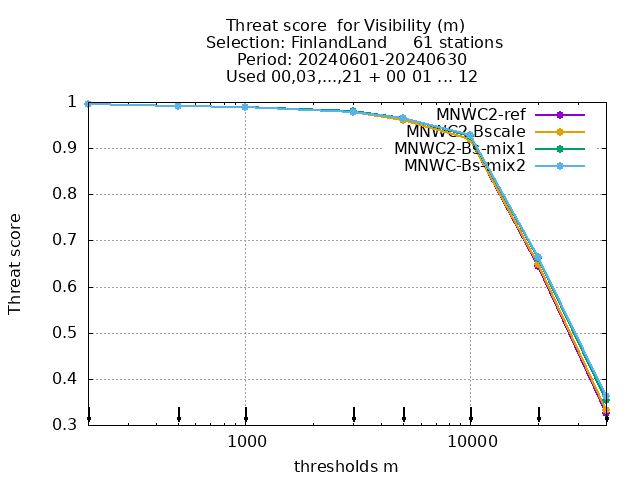 Threat score  for Visibility (m)
Selection: FinlandLand     61 stations
Period: 20240601-20240630
Used 00,03,...,21 + 00 01 ... 12
MNWC2-ref
MNWC2-Bscale
MNWC2-Bs-mix1
MNWC-Bs-mix2
1
0.9
0.8
0.7
0.6
0.5
0.4
0.3
Threat score
1000 10000
thresholds m